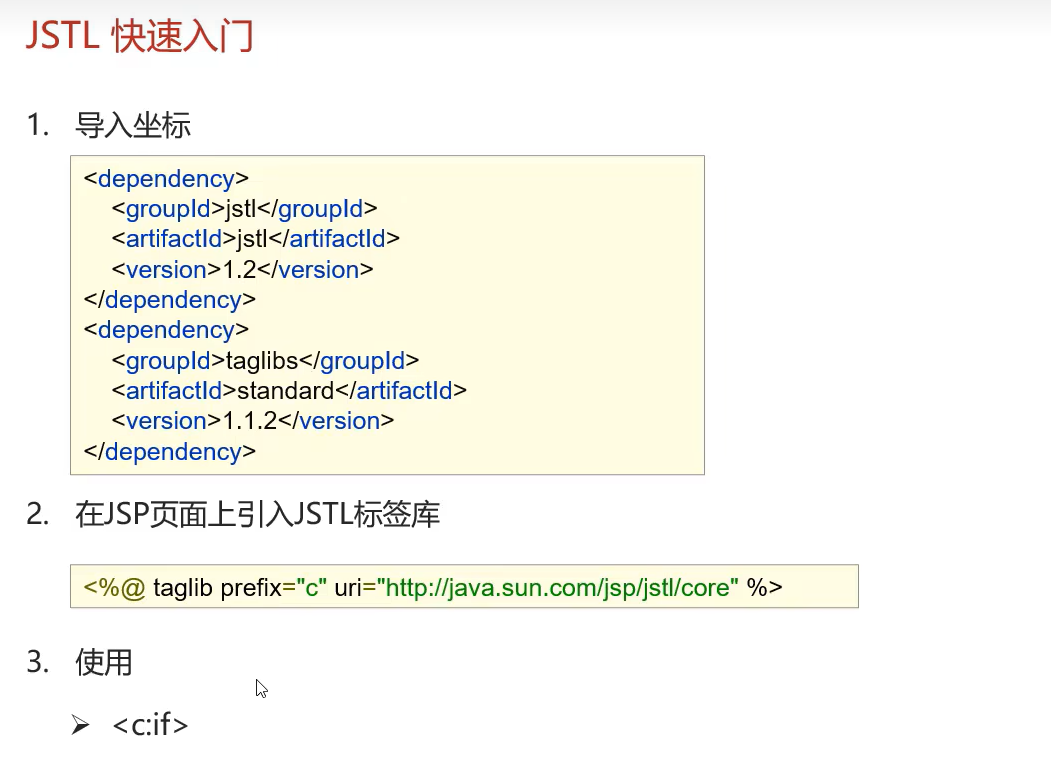 JSTL 快速入门
1. 导入坐标
<dependency>
<groupId>jstl</groupId>
<artifactId>jstl</artifactId>
<version>1.2</version>
</dependency>
<dependency>
<groupId>taglibs</groupId>
<artifactId>standard</artifactId>
<version>1.1.2</version>
</dependency>
2. 在JSP页面上引入JSTL标签库
<%@ taglib prefix="c" uri="http://java.sun.com/jsp/jstl/core" %>
3. 使用
➢ <c:if>